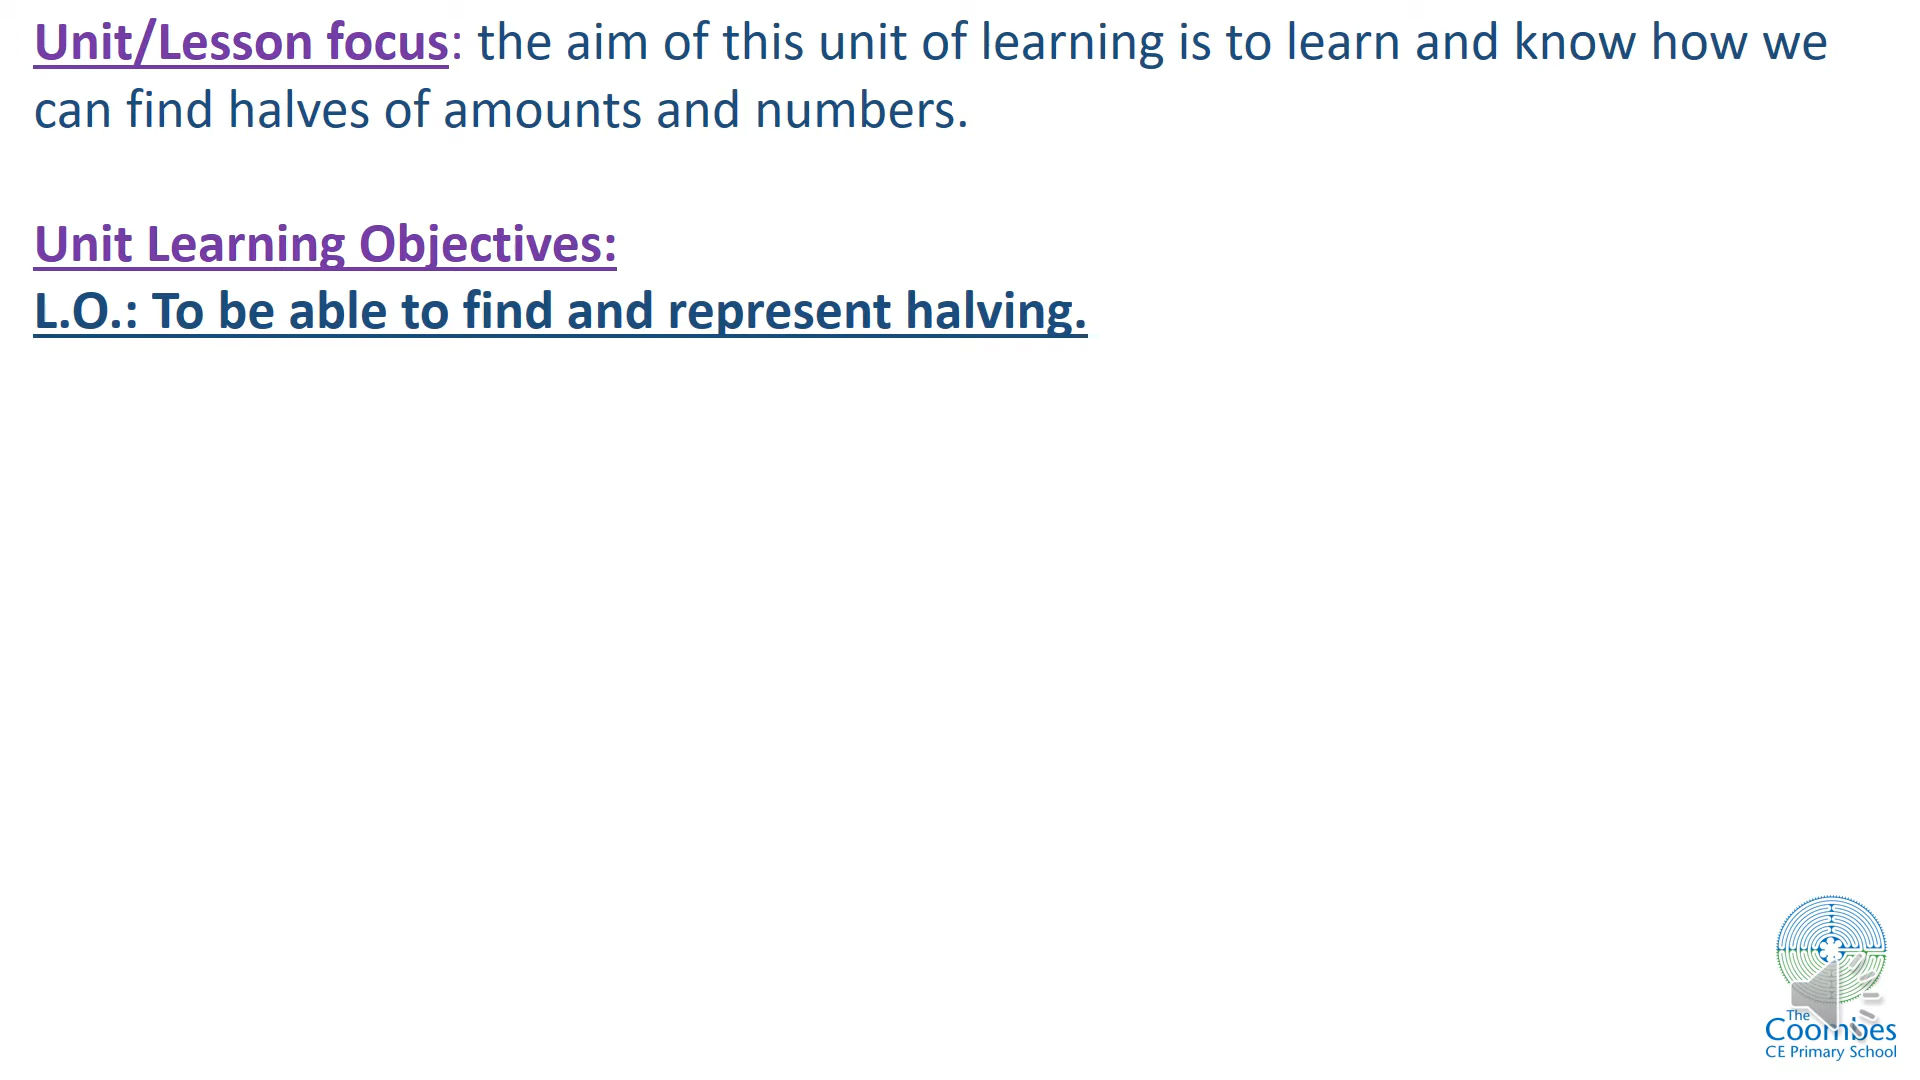 Unit/Lesson focus: the aim of this unit of learning is to learn and know how we
can find halves of amounts and numbers.
Unit Learning Objectives:
L.O.: To be able to find and represent halving.
The
Coombes
CE Primary School